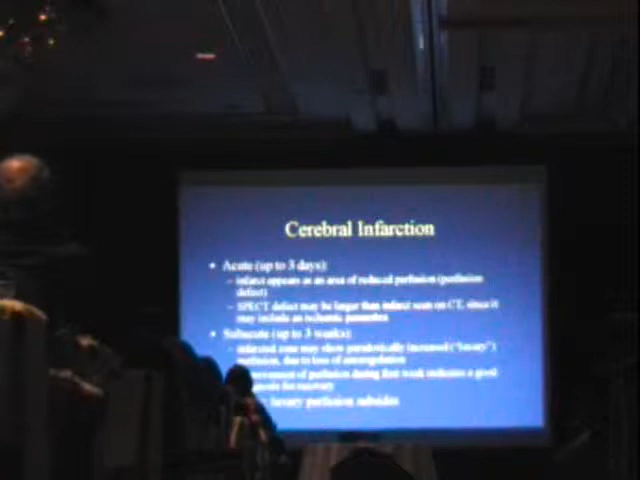 Cerebral Infarction
• Acute (up to 3 days):
– infarct appears as an area of reduced perfusion (perfusion
defect)
– SPECT defect may be larger than infarct seen on CT, since it
may include an ischemic penumbra
• Subacute (up to 3 weeks):
– infarcted zone may show paradoxically increased ("luxury")
perfusion, due to loss of autoregulation
of perfusion during first week indicates a good
for recovery
luxury perfusion subsides